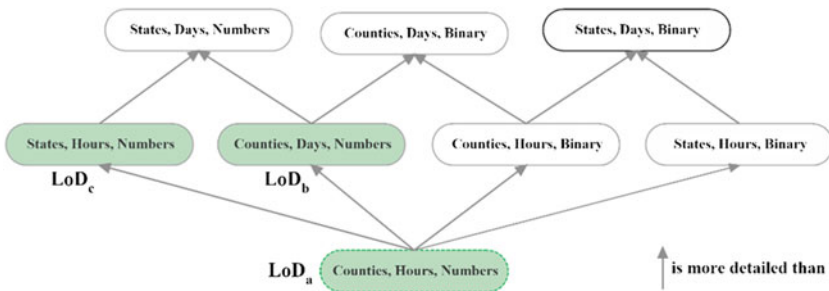 States, Days, Numbers
Counties, Days, Binary
States, Days, Binary
States, Hours, Numbers
Counties, Days, Numbers
Counties, Hours, Binary
States, Hours, Binary
LoDc
LoDb
LoDa
Counties, Hours, Numbers
is more detailed than